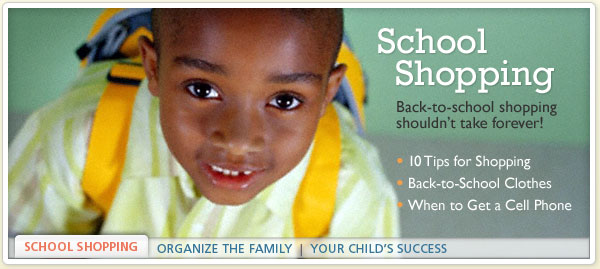 School
Shopping
Back-to-school shopping
shouldn't take forever!
• 10 Tips for Shopping
• Back-to-School Clothes
• When to Get a Cell Phone
SCHOOL SHOPPING ORGANIZE THE FAMILY | YOUR CHILD'S SUCCESS